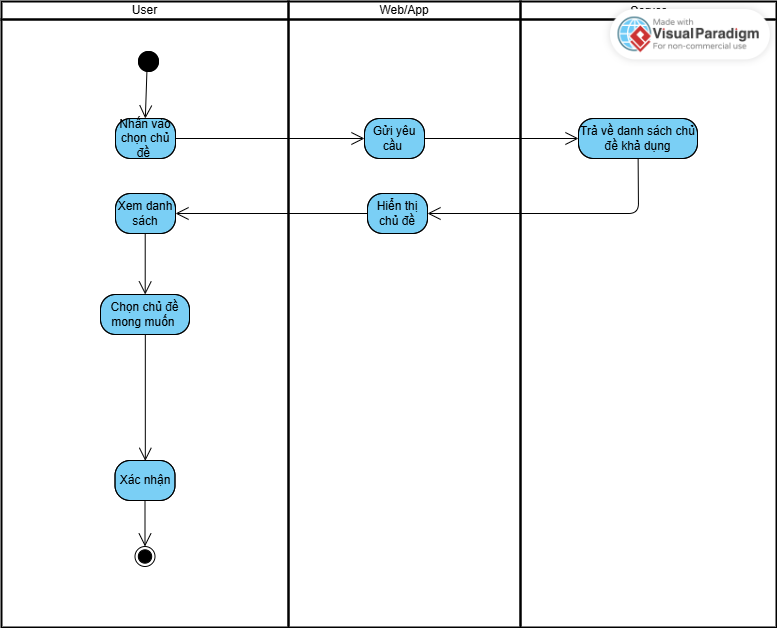 User
Web/App
Server
Made with
VisualParadigm
For non-commercial use
Nhấn vào
chọn chủ
đề
Gửi yêu
cầu
Trả về danh sách chủ
đề khả dụng
Xem danh
sách
Hiển thị
chủ đề
Chọn chủ đề
mong muốn
Xác nhận